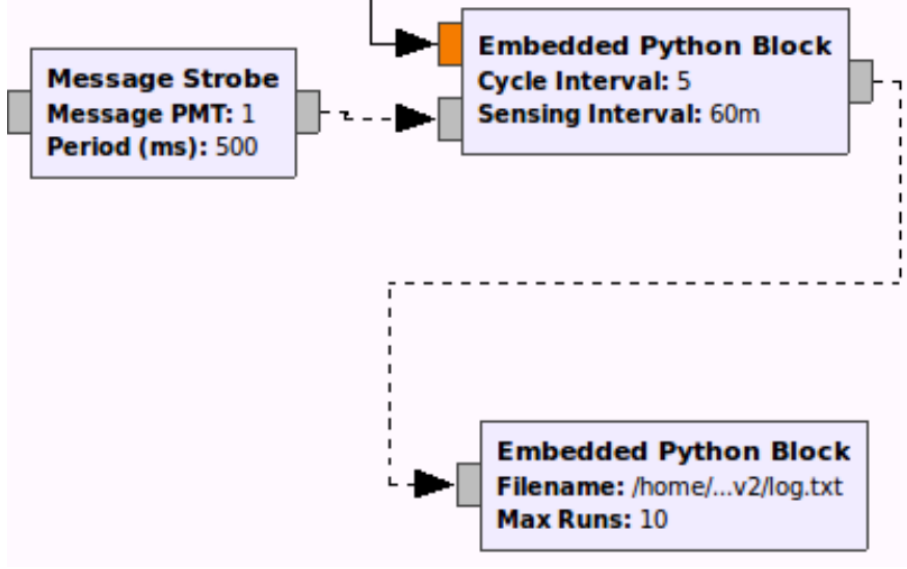 Embedded Python Block
Cycle Interval: 5
Sensing Interval: 60m
Message Strobe
Message PMT: 1
Period (ms): 500
Embedded Python Block
Filename: /home/...v2/log.txt
Max Runs: 10